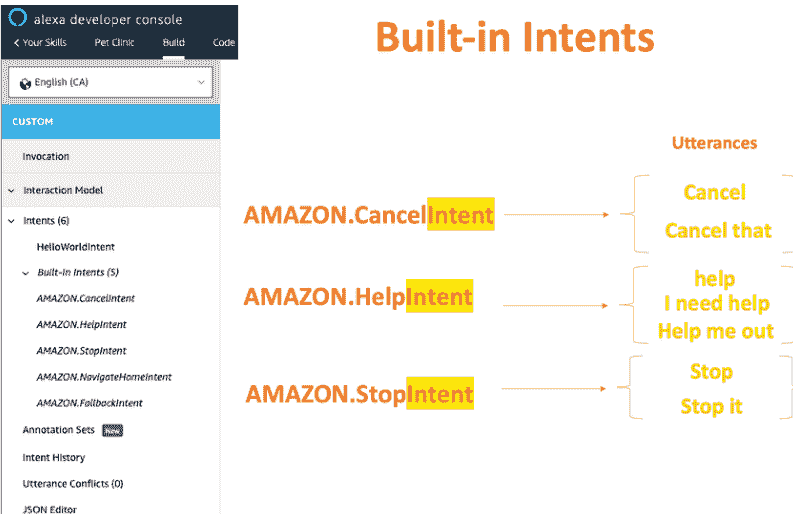 alexa developer console
Your Skills Pet Clinic Build Code
English (CA)
CUSTOM
Invocation
Interaction Model
Intents (6)
HelloWorldIntent
Built-In Intents (5)
AMAZON.CancelIntent
AMAZON.HelpIntent
AMAZON.StopIntent
AMAZON.NavigateHomeIntent
AMAZON.FallbackIntent
Annotation Sets New
Intent History
Utterance Conflicts (0)
JSON Editor
Built-in Intents
Utterances
AMAZON.CancelIntent
Cancel
Cancel that
AMAZON.HelpIntent
help
I need help
Help me out
AMAZON.StopIntent
Stop
Stop it